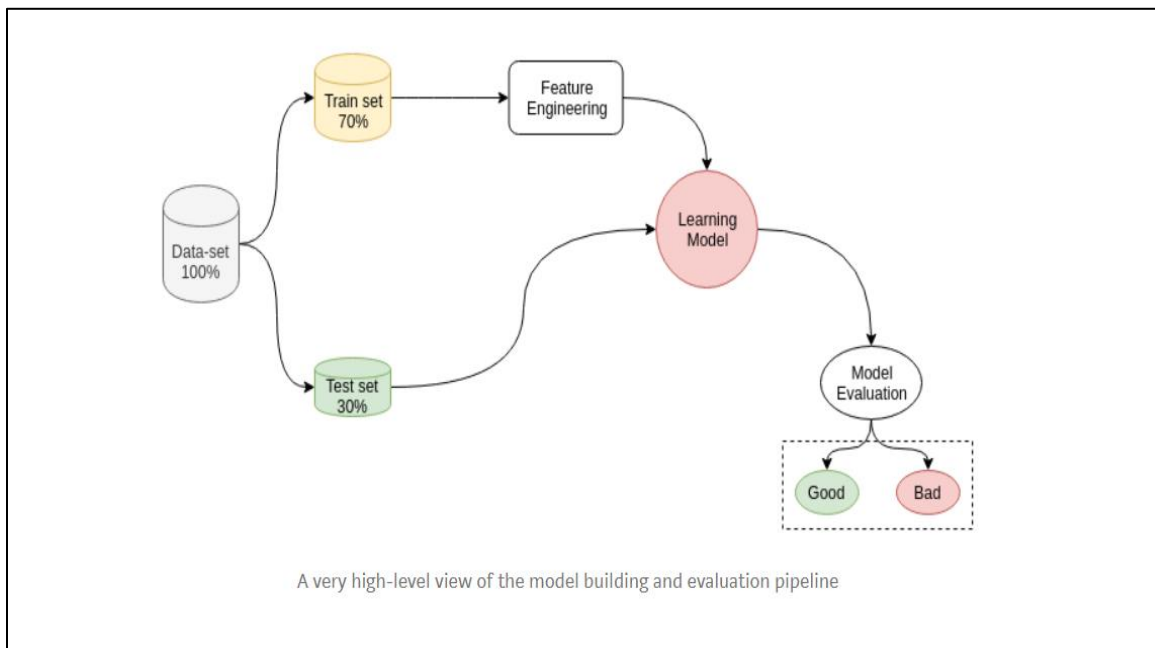 Train set
70%
Feature
Engineering
Data-set
100%
Learning
Model
Test set
30%
Model
Evaluation
Good
Bad
A very high-level view of the model building and evaluation pipeline